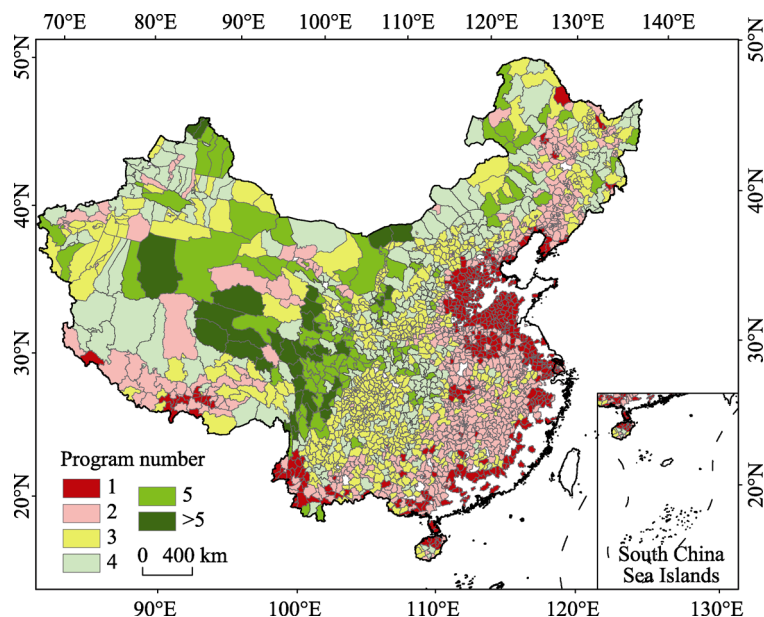 70°E 80°E 90°E 100°E 110°E 120°E 130°E 140°E
50°N 50°N
40°N 40°N
30°N 30°N
20°N 20°N
Program number
1 5
2 >5
3
4
0 400 km
South China
Sea Islands
90°E 100°E 110°E 120°E 130°E